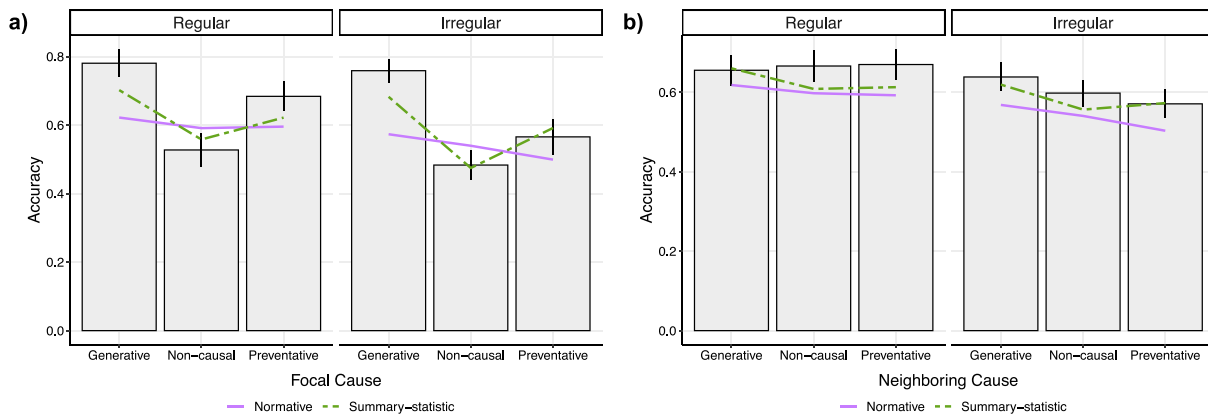 a)
Regular
Irregular
Accuracy
0.8
0.6
0.4
0.2
0.0
Generative Non−causal Preventative
Generative Non−causal Preventative
Focal Cause
Normative Summary−statistic
b)
Regular
Irregular
Accuracy
0.6
0.4
0.2
0.0
Generative Non−causal Preventative
Generative Non−causal Preventative
Neighboring Cause
Normative Summary−statistic